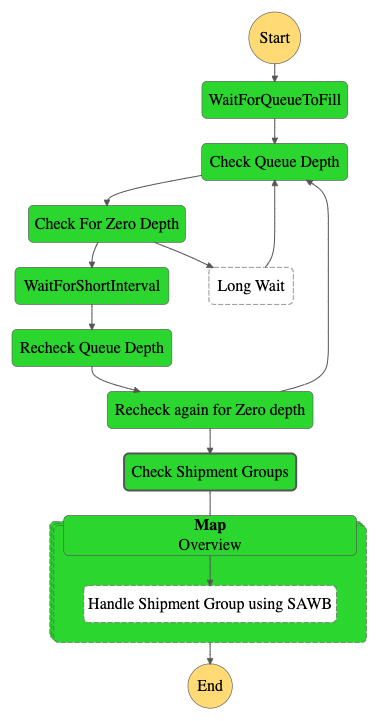 Start
WaitForQueueToFill
Check Queue Depth
Check For Zero Depth
WaitForShortInterval
Long Wait
Recheck Queue Depth
Recheck again for Zero depth
Check Shipment Groups
Map
Overview
Handle Shipment Group using SAWB
End